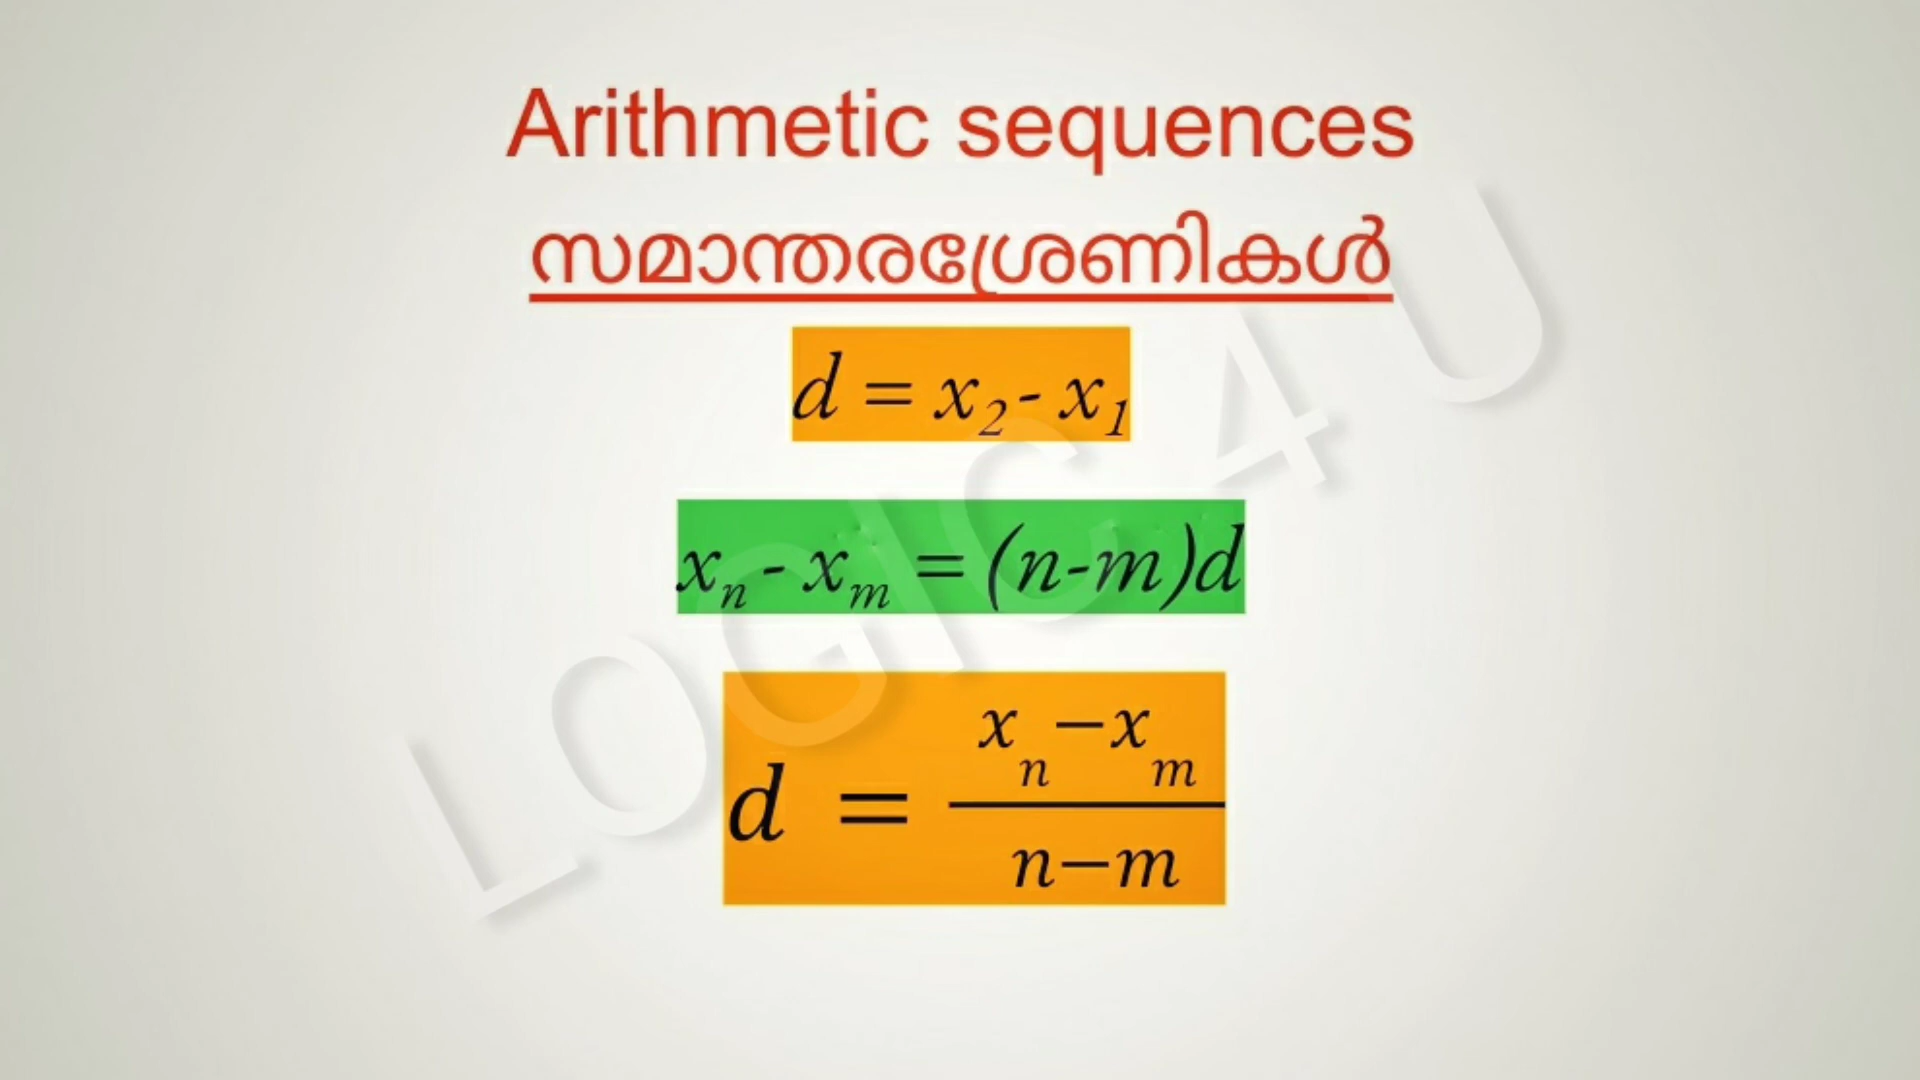 Arithmetic sequences
സമാന്തരശ്രേണികൾ
d = x₂- x₁
xₙ - xₘ = (n-m)d
d = (xₙ−xₘ)/(n−m)
LOGIC 4 U